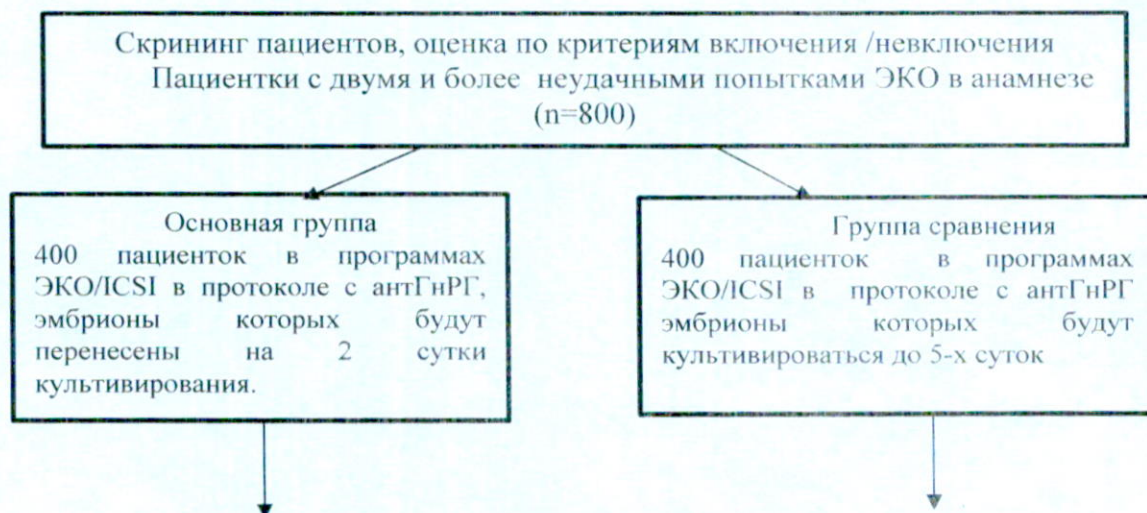 Скрининг пациентов, оценка по критериям включения /невключения
Пациентки с двумя и более неудачными попытками ЭКО в анамнезе
(n=800)
Основная группа
400 пациенток в программах
ЭКО/ICSI в протоколе с антГнРГ,
эмбрионы которых будут
перенесены на 2 сутки
культивирования.
Группа сравнения
400 пациенток в программах
ЭКО/ICSI в протоколе с антГнРГ
эмбрионы которых будут
культивироваться до 5-х суток